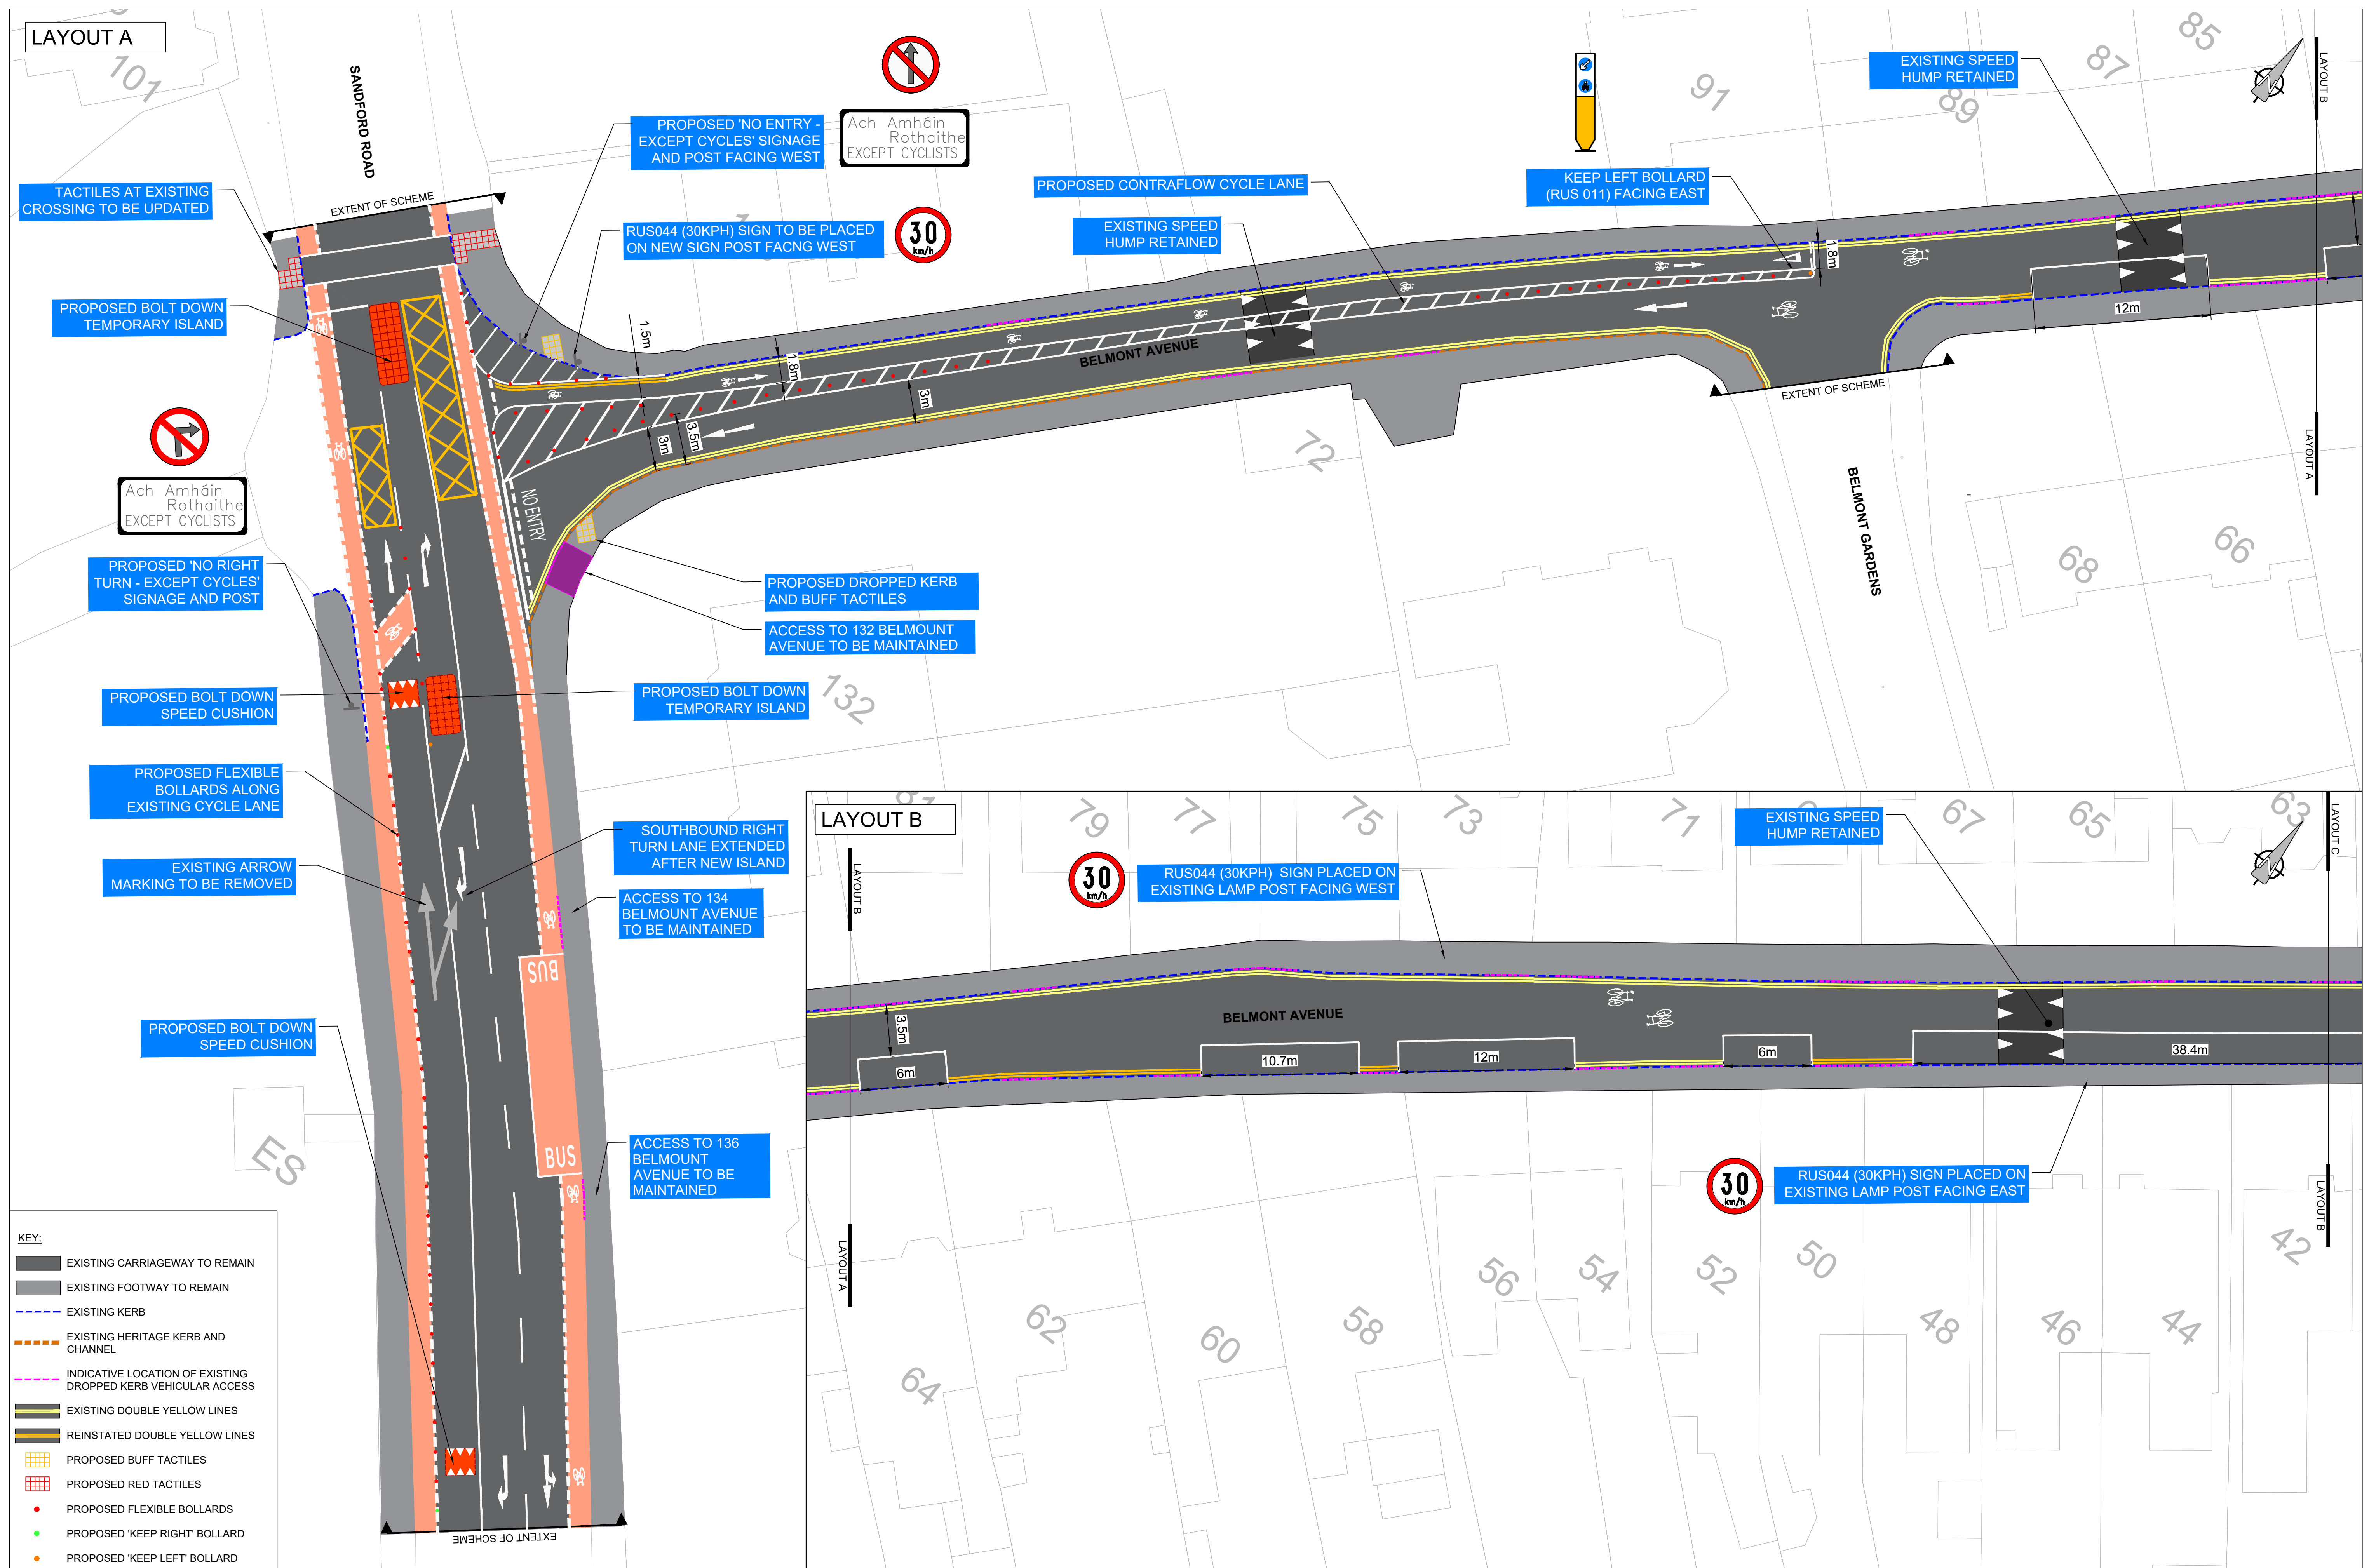 LAYOUT A
101
SANDFORD ROAD
EXTENT OF SCHEME
TACTILES AT EXISTING
CROSSING TO BE UPDATED
PROPOSED BOLT DOWN
TEMPORARY ISLAND
PROPOSED 'NO ENTRY -
EXCEPT CYCLES' SIGNAGE
AND POST FACING WEST
Ach Amháin
Rothaithe
EXCEPT CYCLISTS
RUS044 (30KPH) SIGN TO BE PLACED
ON NEW SIGN POST FACNG WEST
30
km/h
PROPOSED CONTRAFLOW CYCLE LANE
EXISTING SPEED
HUMP RETAINED
KEEP LEFT BOLLARD
(RUS 011) FACING EAST
91
89
87
85
EXISTING SPEED
HUMP RETAINED
LAYOUT B
LAYOUT A
1.5m
1.8m
3m
3.5m
3m
1.8m
12m
BELMONT AVENUE
EXTENT OF SCHEME
BELMONT GARDENS
72
68
66
Ach Amháin
Rothaithe
EXCEPT CYCLISTS
NO ENTRY
PROPOSED 'NO RIGHT
TURN - EXCEPT CYCLES'
SIGNAGE AND POST
PROPOSED DROPPED KERB
AND BUFF TACTILES
ACCESS TO 132 BELMOUNT
AVENUE TO BE MAINTAINED
132
PROPOSED BOLT DOWN
SPEED CUSHION
PROPOSED BOLT DOWN
TEMPORARY ISLAND
PROPOSED FLEXIBLE
BOLLARDS ALONG
EXISTING CYCLE LANE
SOUTHBOUND RIGHT
TURN LANE EXTENDED
AFTER NEW ISLAND
EXISTING ARROW
MARKING TO BE REMOVED
ACCESS TO 134
BELMOUNT AVENUE
TO BE MAINTAINED
BUS
PROPOSED BOLT DOWN
SPEED CUSHION
BUS
ACCESS TO 136
BELMOUNT
AVENUE TO BE
MAINTAINED
ES
EXTENT OF SCHEME
KEY:
EXISTING CARRIAGEWAY TO REMAIN
EXISTING FOOTWAY TO REMAIN
EXISTING KERB
EXISTING HERITAGE KERB AND
CHANNEL
INDICATIVE LOCATION OF EXISTING
DROPPED KERB VEHICULAR ACCESS
EXISTING DOUBLE YELLOW LINES
REINSTATED DOUBLE YELLOW LINES
PROPOSED BUFF TACTILES
PROPOSED RED TACTILES
PROPOSED FLEXIBLE BOLLARDS
PROPOSED 'KEEP RIGHT' BOLLARD
PROPOSED 'KEEP LEFT' BOLLARD
LAYOUT B
81
79
77
75
73
71
67
65
63
LAYOUT B
LAYOUT A
30
km/h
RUS044 (30KPH) SIGN PLACED ON
EXISTING LAMP POST FACING WEST
EXISTING SPEED
HUMP RETAINED
LAYOUT C
LAYOUT B
BELMONT AVENUE
3.5m
6m
10.7m
12m
6m
38.4m
30
km/h
RUS044 (30KPH) SIGN PLACED ON
EXISTING LAMP POST FACING EAST
64
62
60
58
56
54
52
50
48
46
44
42